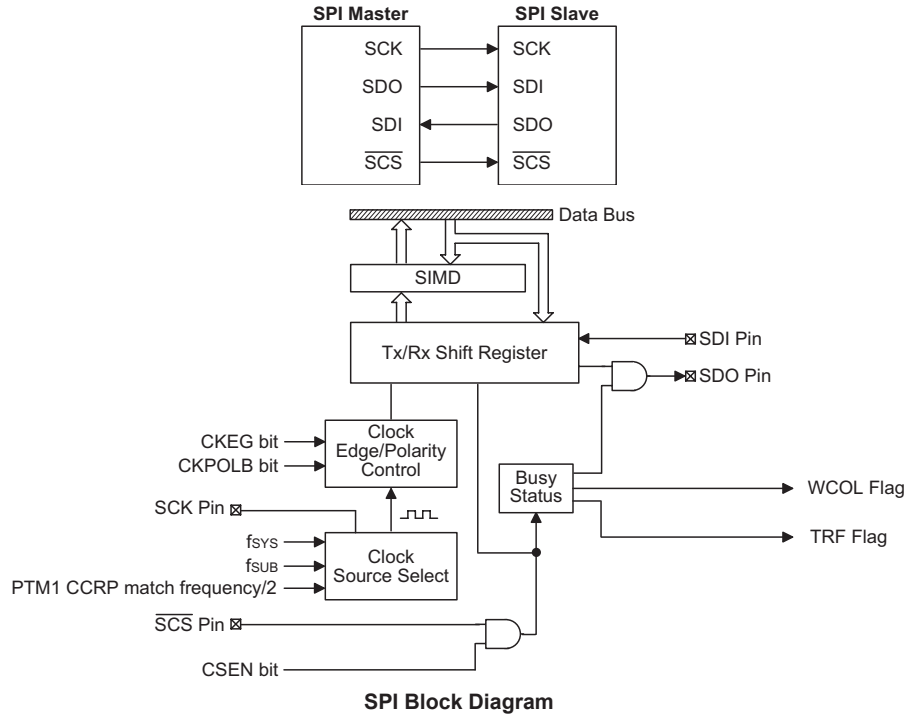 SPI Master
SPI Slave
SCK
SCK
SDO
SDI
SDI
SDO
SCS
SCS
Data Bus
SIMD
Tx/Rx Shift Register
SDI Pin
SDO Pin
CKEG bit
CKPOLB bit
Clock
Edge/Polarity
Control
Busy
Status
WCOL Flag
TRF Flag
SCK Pin
fSYS
fSUB
PTM1 CCRP match frequency/2
Clock
Source Select
SCS Pin
CSEN bit
SPI Block Diagram